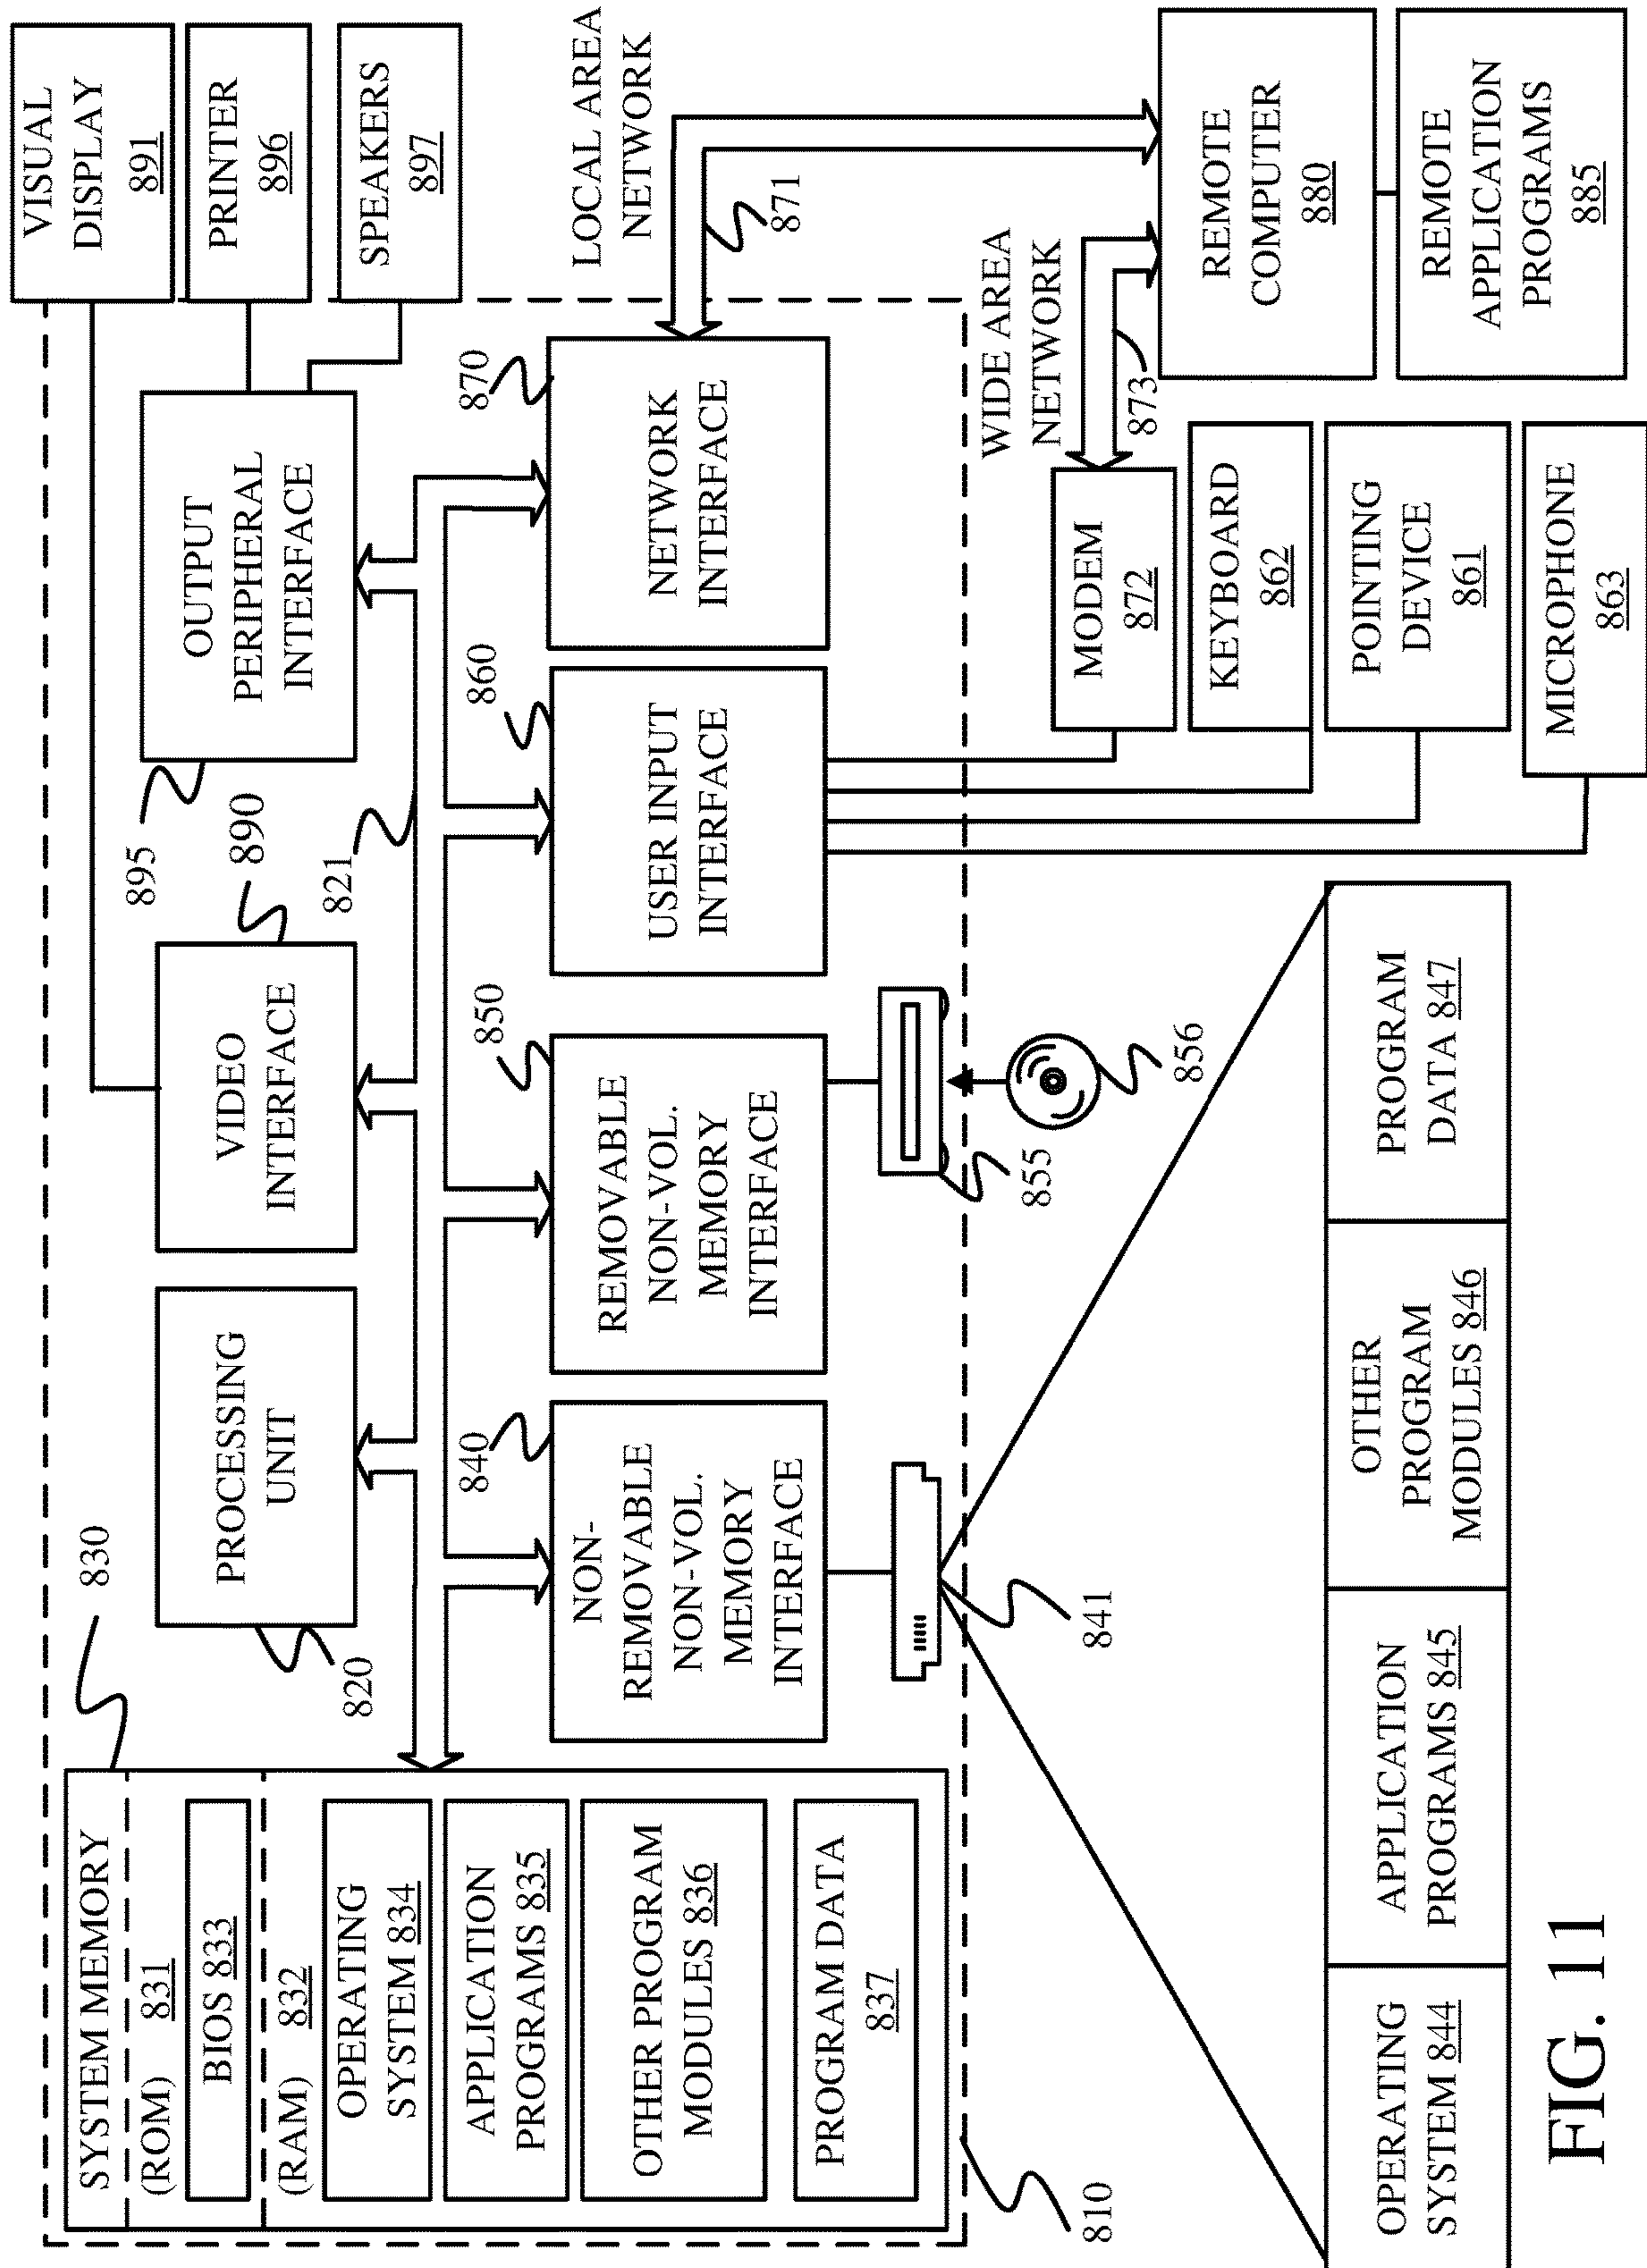 SYSTEM MEMORY
(ROM) 831
BIOS 833
(RAM) 832
OPERATING
SYSTEM 834
APPLICATION
PROGRAMS 835
OTHER PROGRAM
MODULES 836
PROGRAM DATA
837
830
PROCESSING
UNIT
820
VIDEO
INTERFACE
890
OUTPUT
PERIPHERAL
INTERFACE
895
821
VISUAL
DISPLAY
891
PRINTER
896
SPEAKERS
897
840
NON-
REMOVABLE
NON-VOL.
MEMORY
INTERFACE
850
REMOVABLE
NON-VOL.
MEMORY
INTERFACE
860
USER INPUT
INTERFACE
870
NETWORK
INTERFACE
LOCAL AREA
NETWORK
871
810
841
855
856
WIDE AREA
NETWORK
873
MODEM
872
KEYBOARD
862
POINTING
DEVICE
861
MICROPHONE
863
REMOTE
COMPUTER
880
REMOTE
APPLICATION
PROGRAMS
885
OPERATING
SYSTEM 844
APPLICATION
PROGRAMS 845
OTHER
PROGRAM
MODULES 846
PROGRAM
DATA 847
FIG. 11